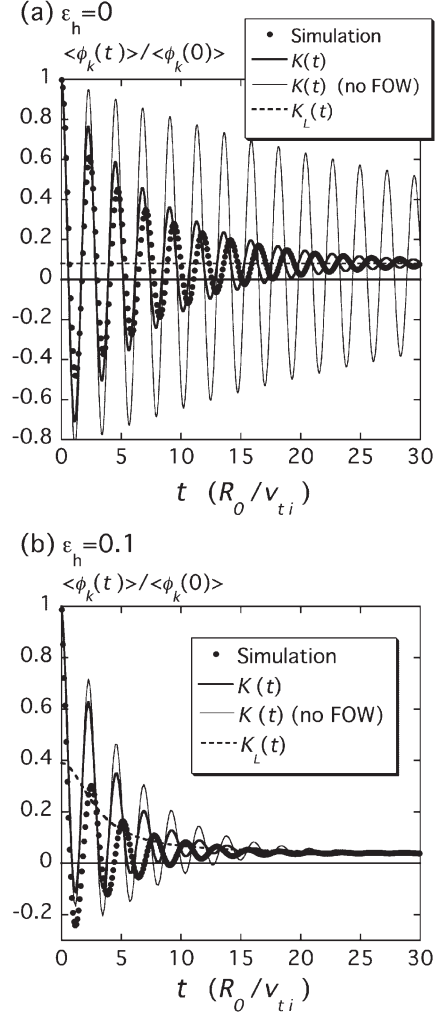 (a) ε_h=0
<ϕ_k(t)>/<ϕ_k(0)>
Simulation
K(t)
K(t) (no FOW)
K_L(t)
1
0.8
0.6
0.4
0.2
0
-0.2
-0.4
-0.6
-0.8
0 5 10 15 20 25 30
t (R_0/v_ti)
(b) ε_h=0.1
<ϕ_k(t)>/<ϕ_k(0)>
Simulation
K(t)
K(t) (no FOW)
K_L(t)
1
0.8
0.6
0.4
0.2
0
-0.2
0 5 10 15 20 25 30
t (R_0/v_ti)